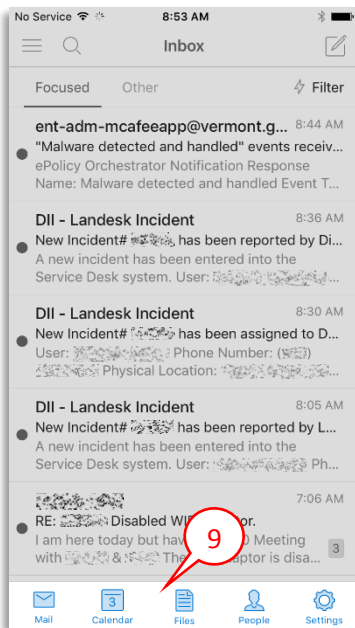 No Service 8:53 AM
Inbox
Focused Other Filter
ent-adm-mcafeeapp@vermont.g... 8:44 AM
"Malware detected and handled" events receiv...
ePolicy Orchestrator Notification Response
Name: Malware detected and handled Event T...
DII - Landesk Incident 8:36 AM
New Incident# has been reported by Di...
A new incident has been entered into the
Service Desk system. User:
DII - Landesk Incident 8:30 AM
New Incident# has been assigned to D...
User: Phone Number: (
Physical Location:
DII - Landesk Incident 8:05 AM
New Incident# has been reported by L...
A new incident has been entered into the
Service Desk system. User: Ph...
7:06 AM
RE: Disabled
I am here today but Meeting
with & is disa... 3
9
3
Mail Calendar Files People Settings